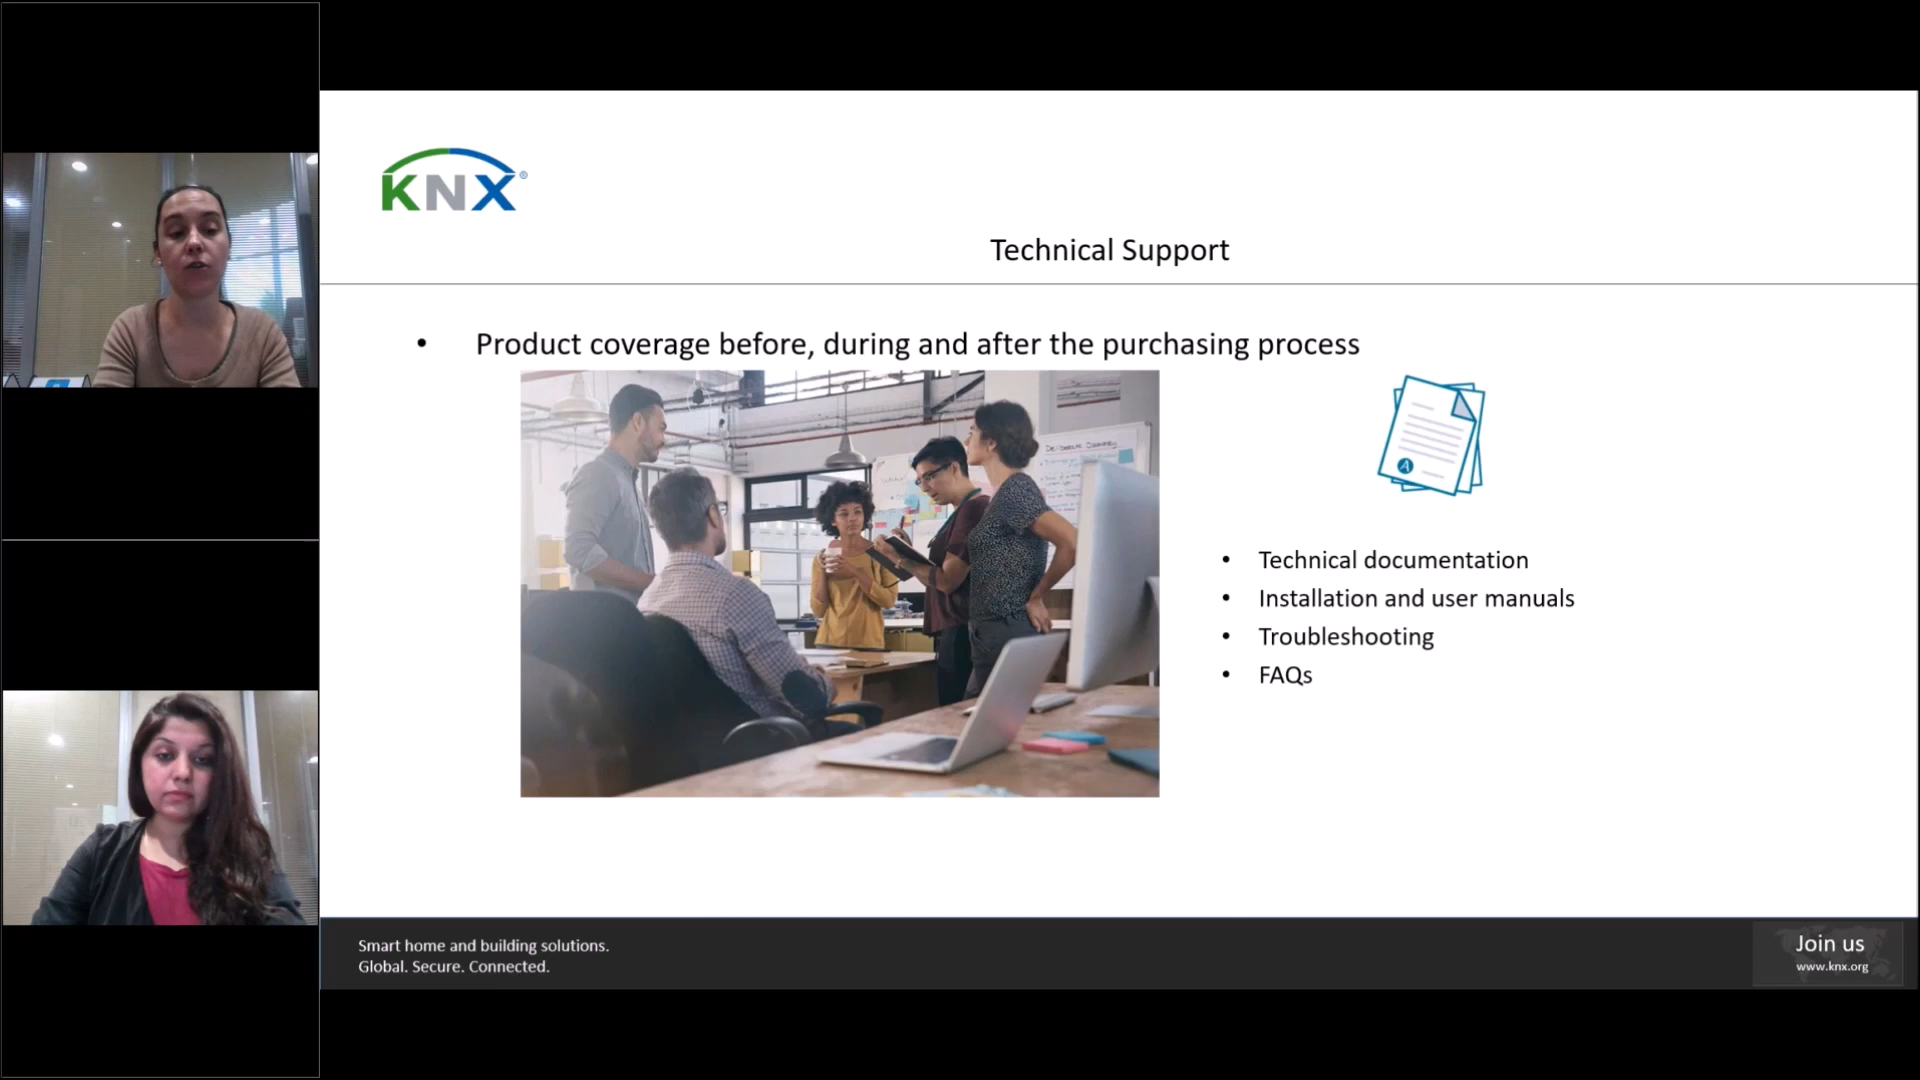 KNX®
Technical Support
• Product coverage before, during and after the purchasing process
A
• Technical documentation
• Installation and user manuals
• Troubleshooting
• FAQs
Smart home and building solutions.
Global. Secure. Connected.
Join us
www.knx.org